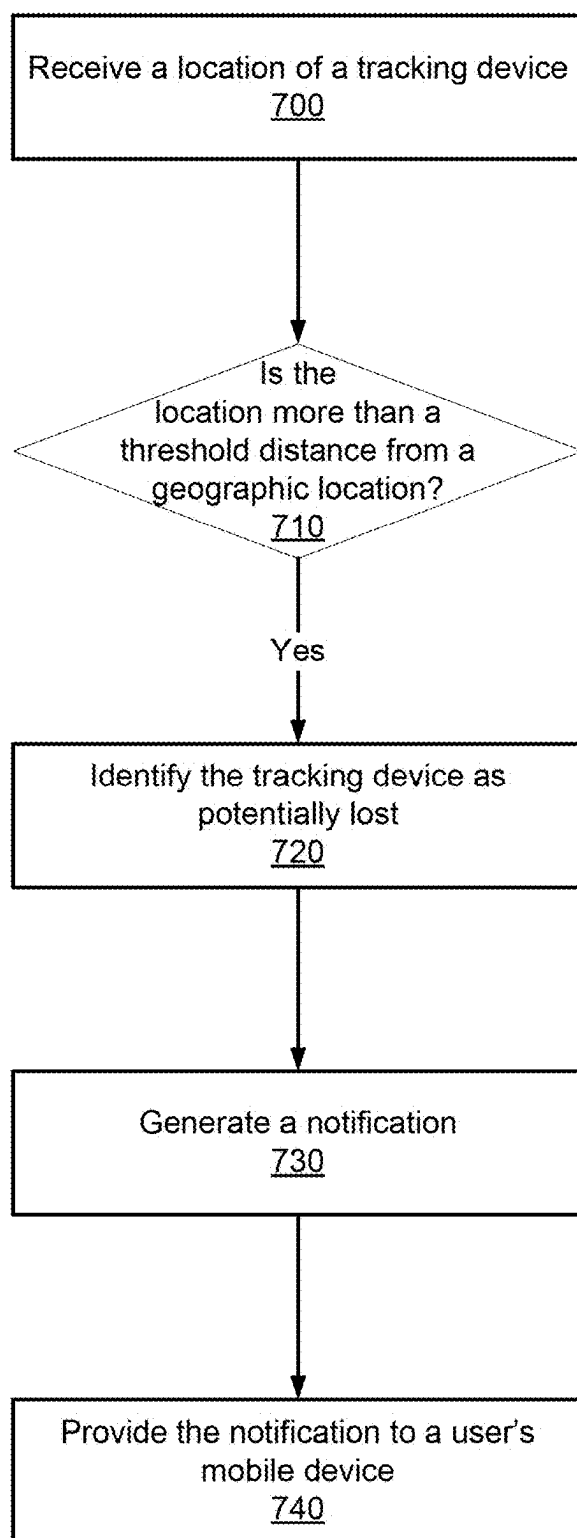 Receive a location of a tracking device
700
Is the
location more than a
threshold distance from a
geographic location?
710
Yes
Identify the tracking device as
potentially lost
720
Generate a notification
730
Provide the notification to a user's
mobile device
740